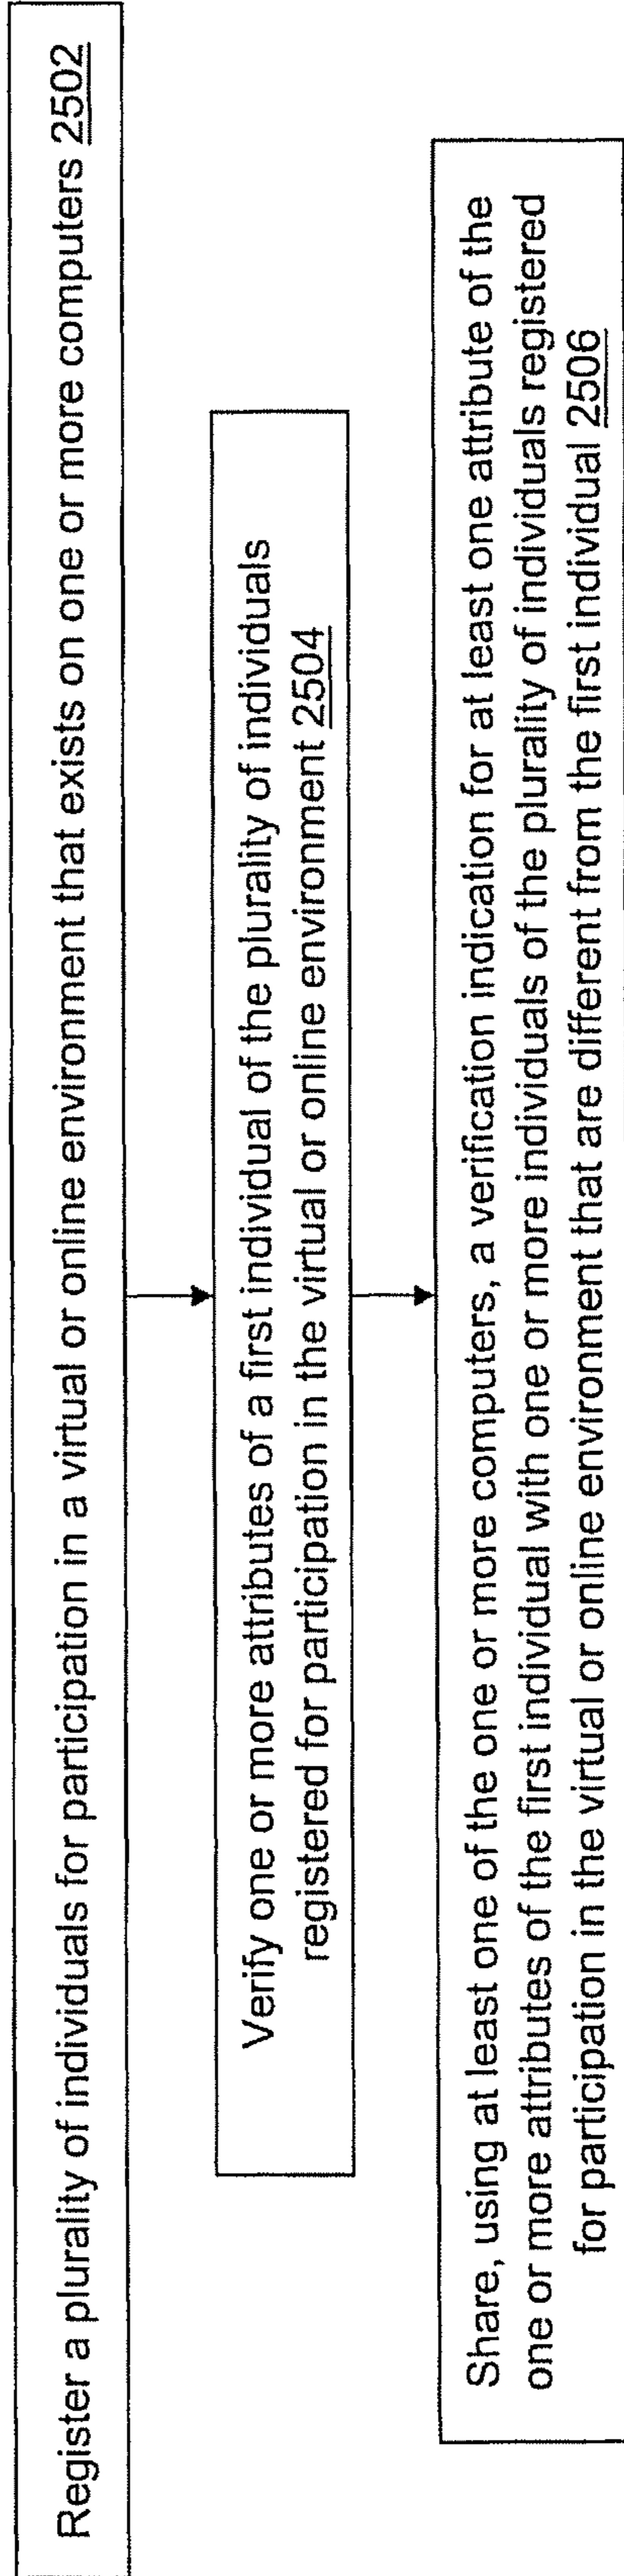 Register a plurality of individuals for participation in a virtual or online environment that exists on one or more computers 2502
Verify one or more attributes of a first individual of the plurality of individuals
registered for participation in the virtual or online environment 2504
Share, using at least one of the one or more computers, a verification indication for at least one attribute of the
one or more attributes of the first individual with one or more individuals of the plurality of individuals registered
for participation in the virtual or online environment that are different from the first individual 2506